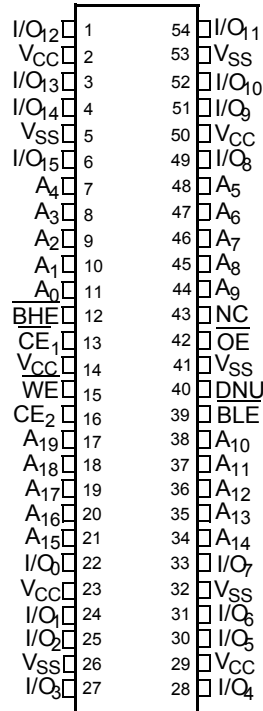 I/O12 1 54 I/O11
VCC 2 53 VSS
I/O13 3 52 I/O10
I/O14 4 51 I/O9
VSS 5 50 VCC
I/O15 6 49 I/O8
A4 7 48 A5
A3 8 47 A6
A2 9 46 A7
A1 10 45 A8
A0 11 44 A9
BHE 12 43 NC
CE1 13 42 OE
VCC 14 41 VSS
WE 15 40 DNU
CE2 16 39 BLE
A19 17 38 A10
A18 18 37 A11
A17 19 36 A12
A16 20 35 A13
A15 21 34 A14
I/O0 22 33 I/O7
VCC 23 32 VSS
I/O1 24 31 I/O6
I/O2 25 30 I/O5
VSS 26 29 VCC
I/O3 27 28 I/O4